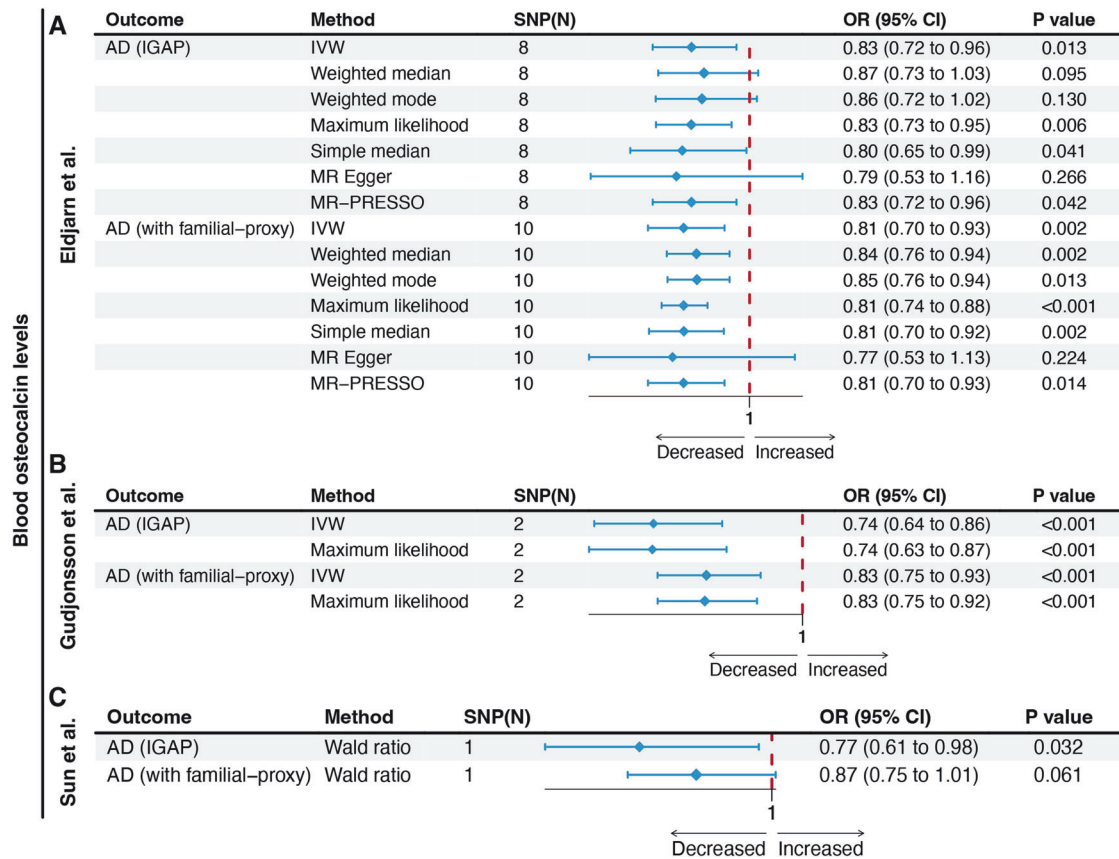 Blood osteocalcin levels
A
Eldjarn et al.
Outcome Method SNP(N) OR (95% CI) P value
AD (IGAP) IVW 8 0.83 (0.72 to 0.96) 0.013
Weighted median 8 0.87 (0.73 to 1.03) 0.095
Weighted mode 8 0.86 (0.72 to 1.02) 0.130
Maximum likelihood 8 0.83 (0.73 to 0.95) 0.006
Simple median 8 0.80 (0.65 to 0.99) 0.041
MR Egger 8 0.79 (0.53 to 1.16) 0.266
MR−PRESSO 8 0.83 (0.72 to 0.96) 0.042
AD (with familial−proxy) IVW 10 0.81 (0.70 to 0.93) 0.002
Weighted median 10 0.84 (0.76 to 0.94) 0.002
Weighted mode 10 0.85 (0.76 to 0.94) 0.013
Maximum likelihood 10 0.81 (0.74 to 0.88) <0.001
Simple median 10 0.81 (0.70 to 0.92) 0.002
MR Egger 10 0.77 (0.53 to 1.13) 0.224
MR−PRESSO 10 0.81 (0.70 to 0.93) 0.014
1
Decreased Increased
B
Gudjonsson et al.
Outcome Method SNP(N) OR (95% CI) P value
AD (IGAP) IVW 2 0.74 (0.64 to 0.86) <0.001
Maximum likelihood 2 0.74 (0.63 to 0.87) <0.001
AD (with familial−proxy) IVW 2 0.83 (0.75 to 0.93) <0.001
Maximum likelihood 2 0.83 (0.75 to 0.92) <0.001
1
Decreased Increased
C
Sun et al.
Outcome Method SNP(N) OR (95% CI) P value
AD (IGAP) Wald ratio 1 0.77 (0.61 to 0.98) 0.032
AD (with familial−proxy) Wald ratio 1 0.87 (0.75 to 1.01) 0.061
1
Decreased Increased